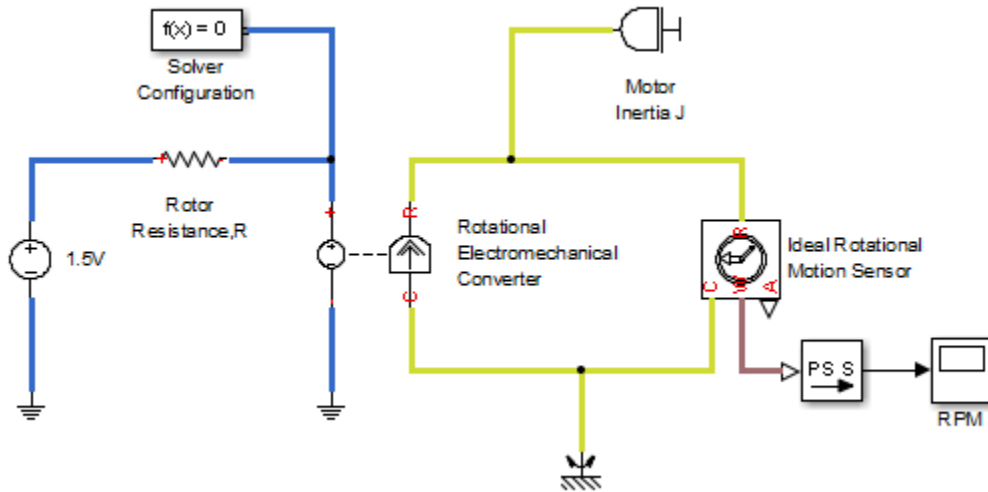 f(x) = 0
Solver
Configuration
Motor
Inertia J
+
Rotor
Resistance,R
+
-
1.5V
+
-
+
-
R
C
Rotational
Electromechanical
Converter
R
C
W
A
Ideal Rotational
Motion Sensor
PS S
RPM